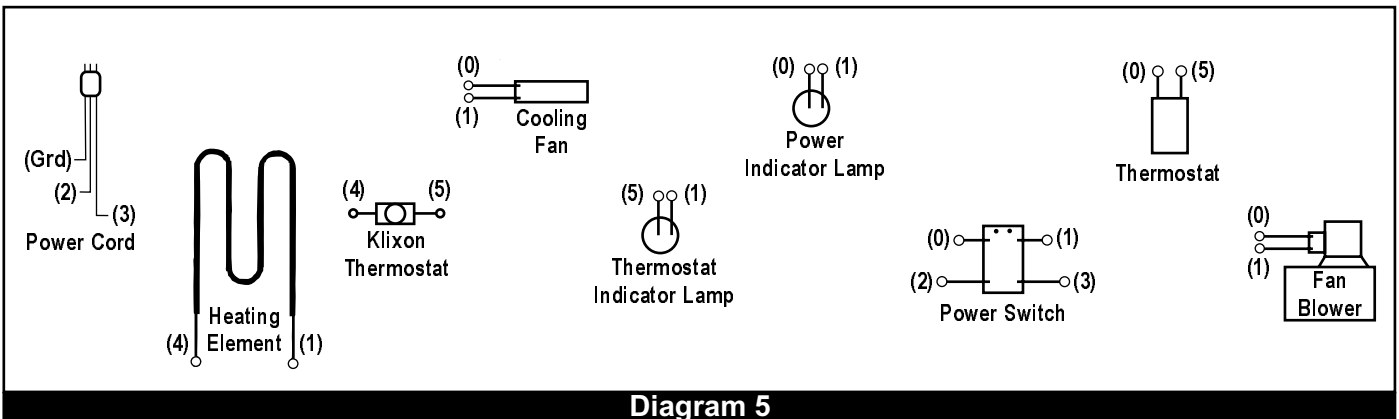 (Grd)
(2)
(3)
Power Cord
(4)
Heating
Element
(1)
(4)
(5)
Klixon
Thermostat
(0)
(1)
Cooling
Fan
(5)
(1)
Thermostat
Indicator Lamp
(0)
(1)
Power
Indicator Lamp
(0)
(1)
(2)
(3)
Power Switch
(0)
(5)
Thermostat
(0)
(1)
Fan
Blower
Diagram 5